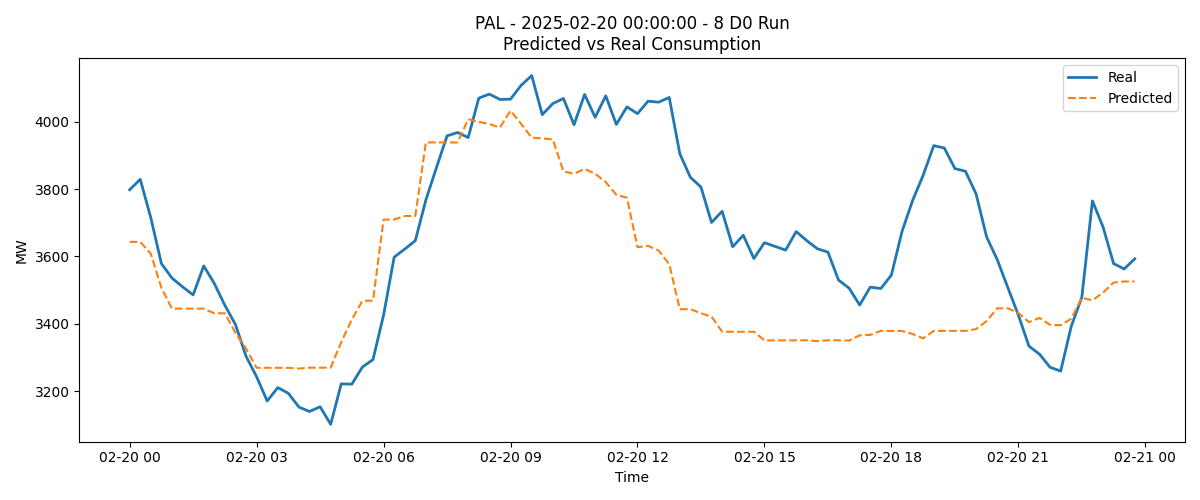 PAL - 2025-02-20 00:00:00 - 8 D0 Run
Predicted vs Real Consumption
Real
Predicted
4000
3800
3600
3400
3200
MW
02-20 00
02-20 03
02-20 06
02-20 09
02-20 12
02-20 15
02-20 18
02-20 21
02-21 00
Time